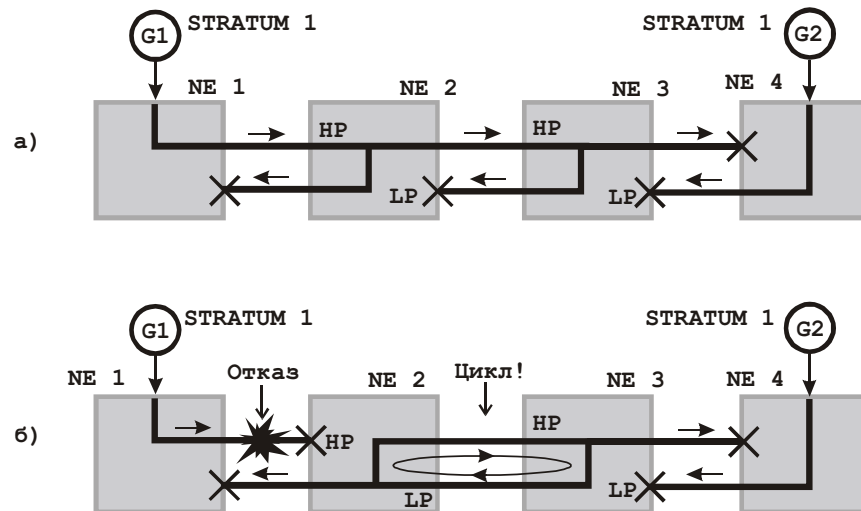 G1 STRATUM 1 STRATUM 1 G2
NE 1 NE 2 NE 3 NE 4
а) HP HP
LP LP
STRATUM 1 STRATUM 1
G1 G2
NE 1 Отказ NE 2 Цикл! NE 3 NE 4
б) HP HP
LP LP